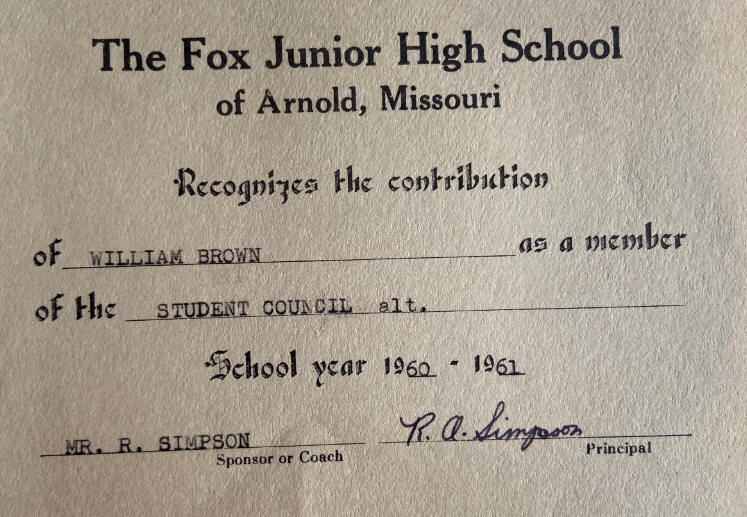 The Fox Junior High School
of Arnold, Missouri
Recognizes the contribution
of WILLIAM BROWN as a member
of the STUDENT COUNCIL alt.
School year 1960 - 1961
MR. R. SIMPSON R. A. Simpson
Sponsor or Coach Principal